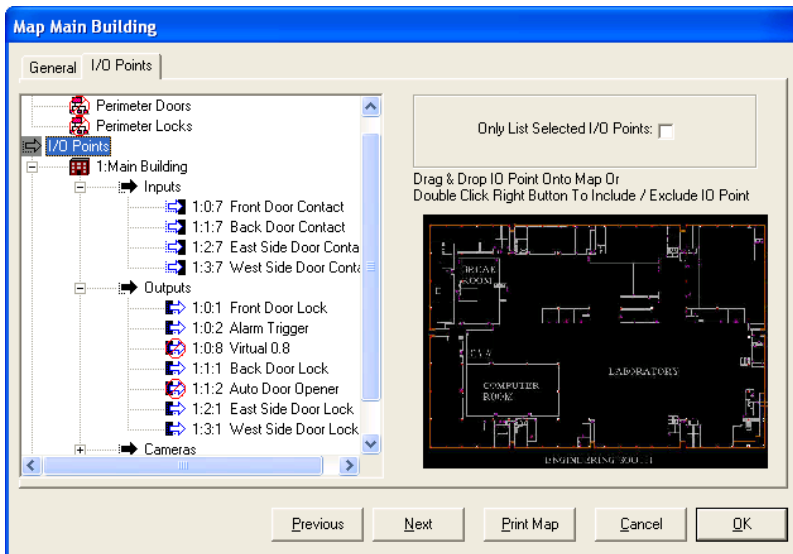 Map Main Building
General
I/O Points
Perimeter Doors
Perimeter Locks
I/O Points
1:Main Building
Inputs
1:0:7 Front Door Contact
1:1:7 Back Door Contact
1:2:7 East Side Door Conta
1:3:7 West Side Door Conta
Outputs
1:0:1 Front Door Lock
1:0:2 Alarm Trigger
1:0:8 Virtual 0.8
1:1:1 Back Door Lock
1:1:2 Auto Door Opener
1:2:1 East Side Door Lock
1:3:1 West Side Door Lock
Cameras
Only List Selected I/O Points:
Drag & Drop IO Point Onto Map Or
Double Click Right Button To Include / Exclude IO Point
BREAK
ROOM
LABORATORY
COMPUTER
ROOM
ENGINEERING SOUTH
Previous
Next
Print Map
Cancel
OK